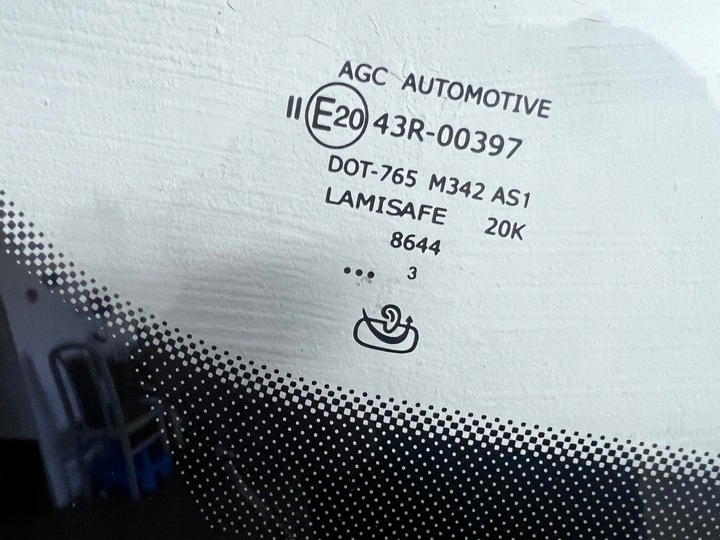 AGC AUTOMOTIVE
II E20 43R-00397
DOT-765 M342 AS1
LAMISAFE 20K
8644
••• 3